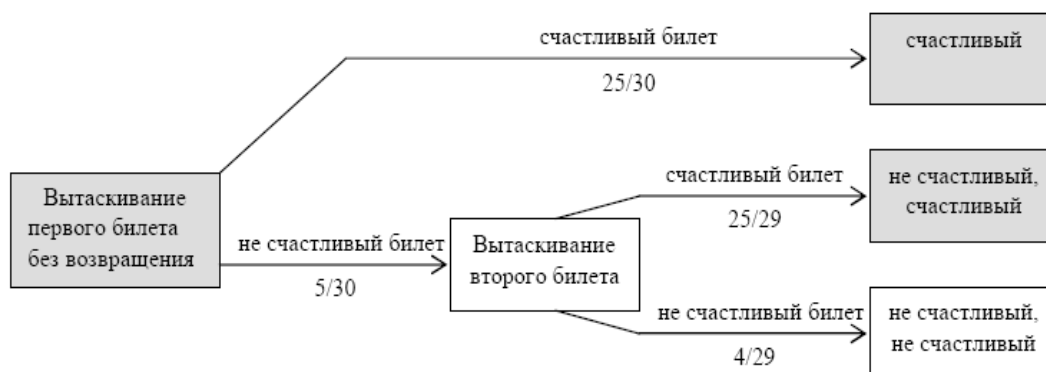 счастливый билет
25/30
счастливый
Вытаскивание
первого билета
без возвращения
не счастливый билет
5/30
Вытаскивание
второго билета
счастливый билет
25/29
не счастливый,
счастливый
не счастливый билет
4/29
не счастливый,
не счастливый